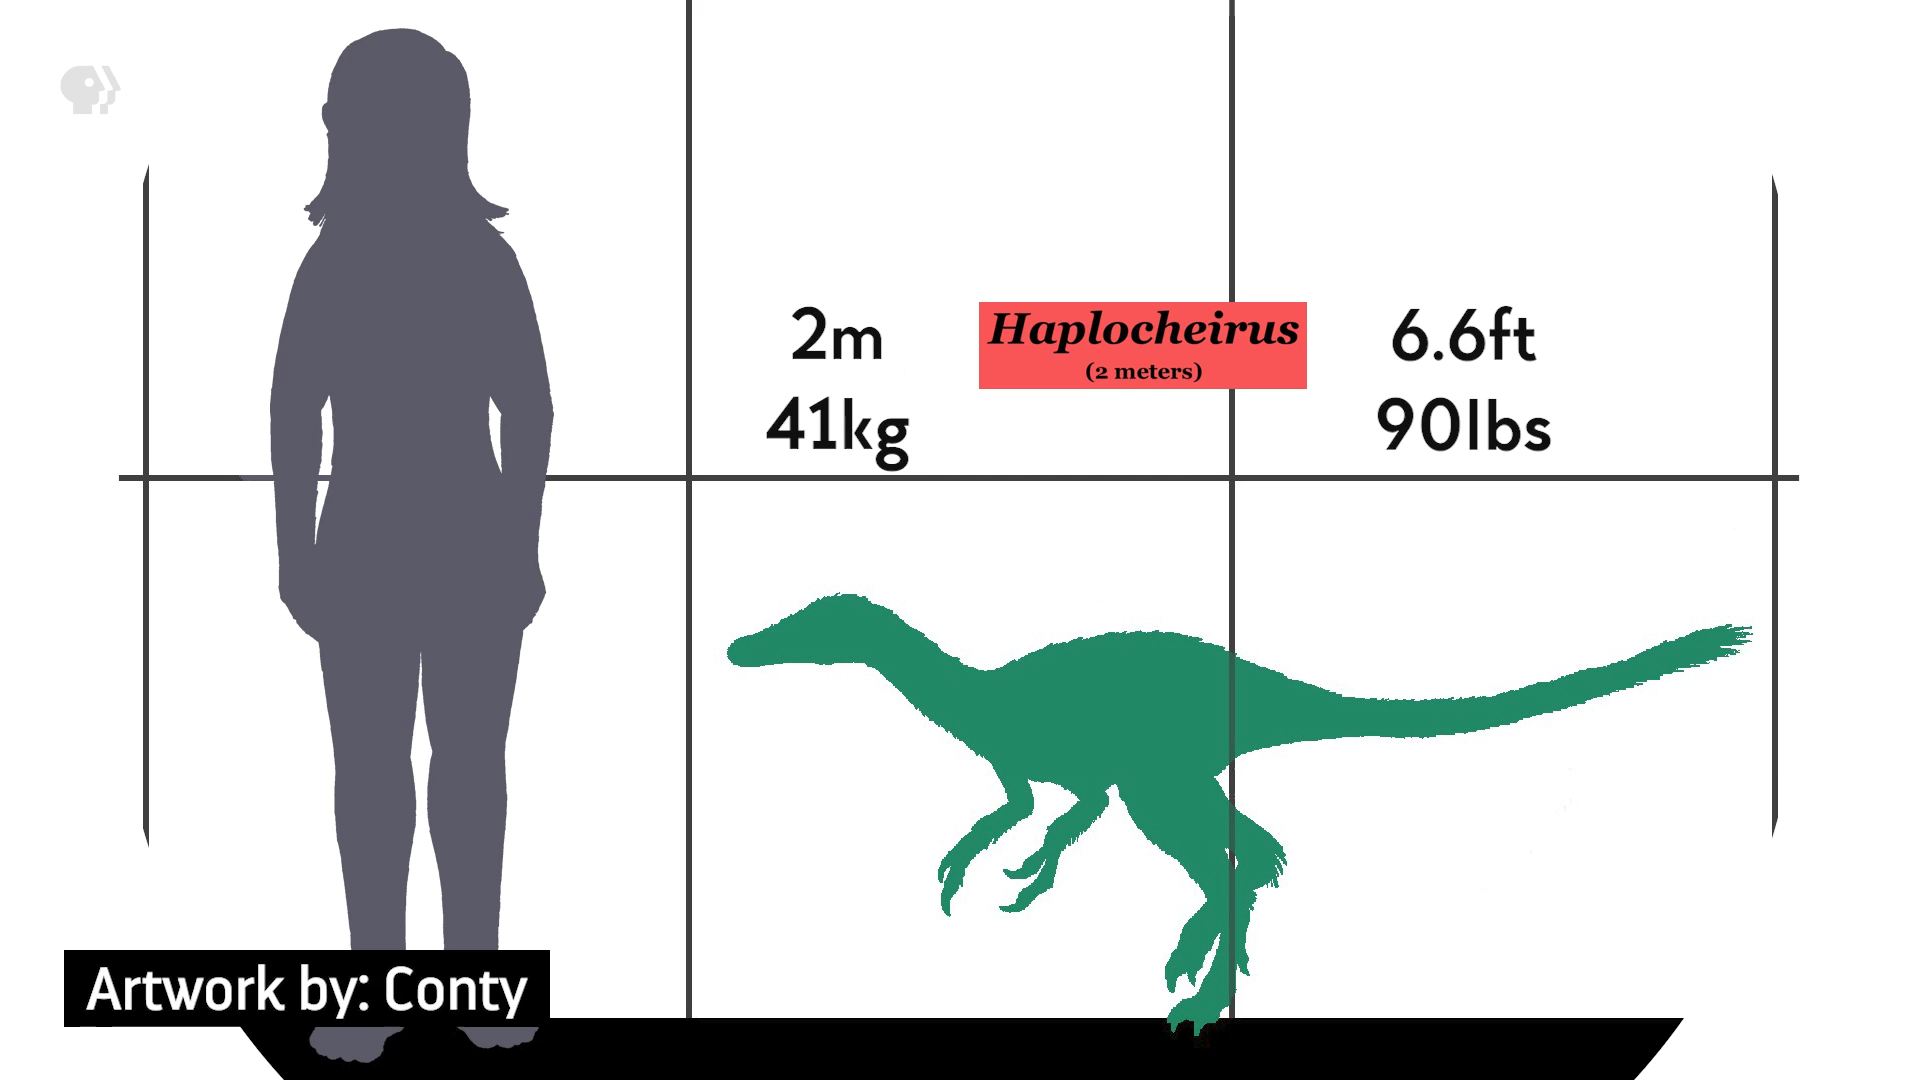 2m
41kg
Haplocheirus
(2 meters)
6.6ft
90lbs
Artwork by: Conty